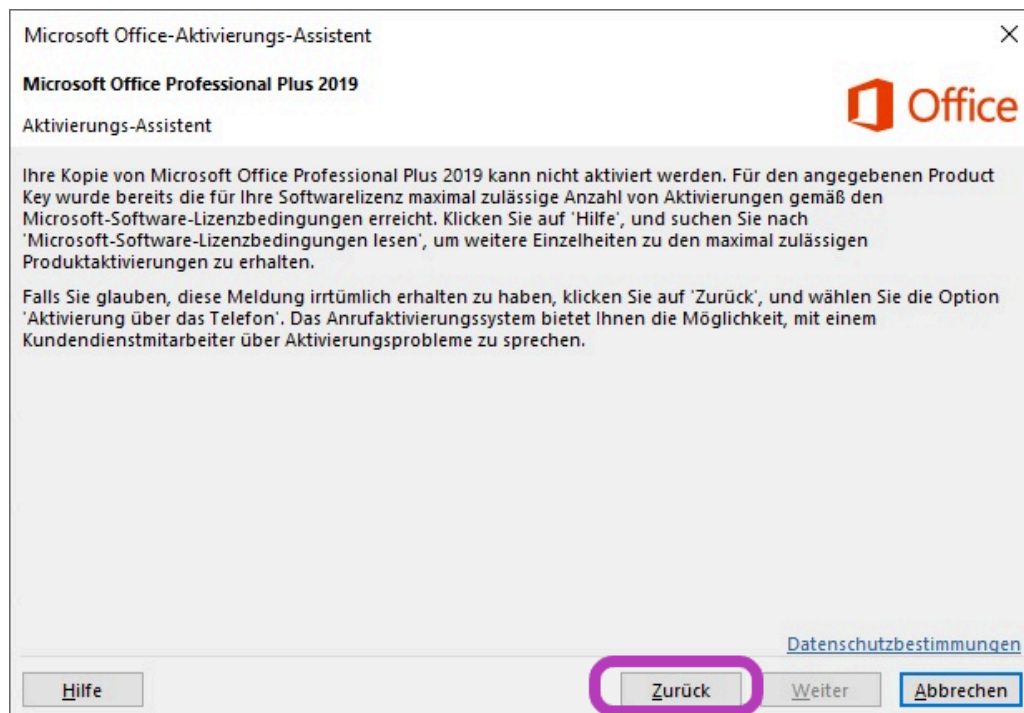 Microsoft Office-Aktivierungs-Assistent
Microsoft Office Professional Plus 2019
Office
Aktivierungs-Assistent
Ihre Kopie von Microsoft Office Professional Plus 2019 kann nicht aktiviert werden. Für den angegebenen Product
Key wurde bereits die für Ihre Softwarelizenz maximal zulässige Anzahl von Aktivierungen gemäß den
Microsoft-Software-Lizenzbedingungen erreicht. Klicken Sie auf 'Hilfe', und suchen Sie nach
'Microsoft-Software-Lizenzbedingungen lesen', um weitere Einzelheiten zu den maximal zulässigen
Produktaktivierungen zu erhalten.
Falls Sie glauben, diese Meldung irrtümlich erhalten zu haben, klicken Sie auf 'Zurück', und wählen Sie die Option
'Aktivierung über das Telefon'. Das Anrufaktivierungssystem bietet Ihnen die Möglichkeit, mit einem
Kundendienstmitarbeiter über Aktivierungsprobleme zu sprechen.
Datenschutzbestimmungen
Hilfe Zurück Weiter Abbrechen